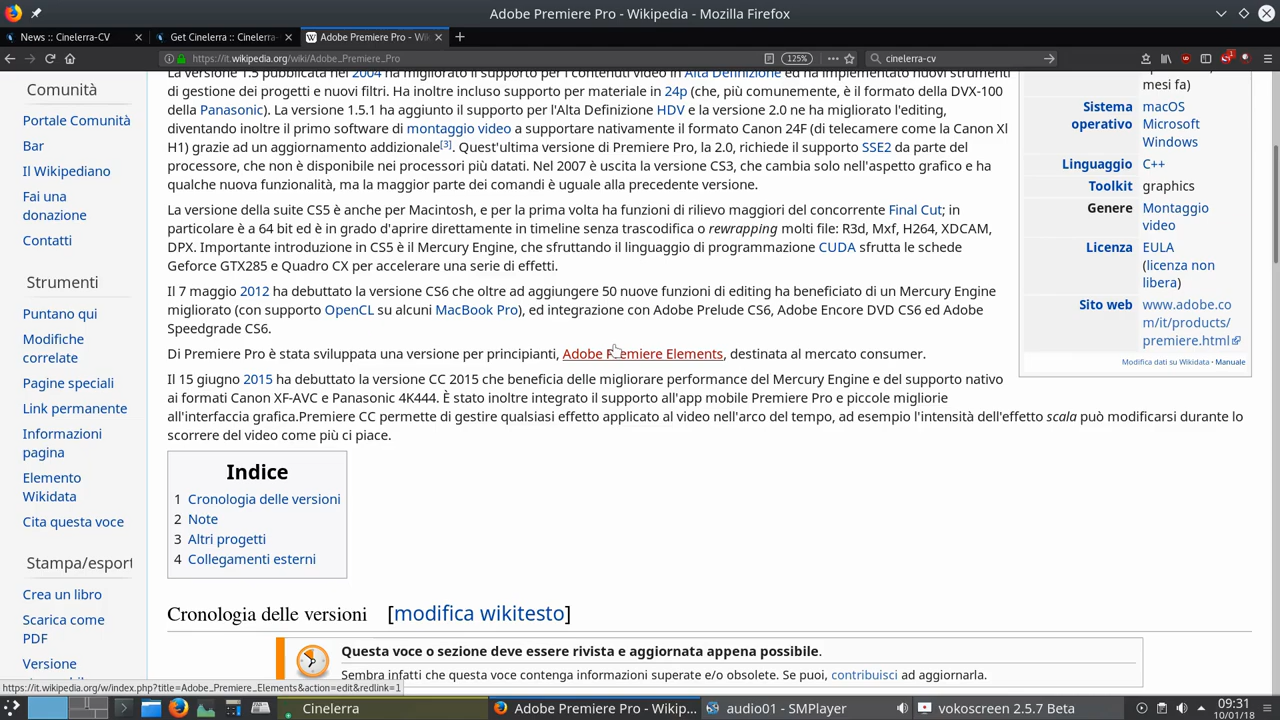 Adobe Premiere Pro - Wikipedia - Mozilla Firefox
News :: Cinelerra-CV
Get Cinelerra :: Cinelerra-
Adobe Premiere Pro - Wiki
https://it.wikipedia.org/wiki/Adobe_Premiere_Pro
125%
cinelerra-cv
Comunità
Portale Comunità
Bar
Il Wikipediano
Fai una
donazione
Contatti
Strumenti
Puntano qui
Modifiche
correlate
Pagine speciali
Link permanente
Informazioni
pagina
Elemento
Wikidata
Cita questa voce
Stampa/esport
Crea un libro
Scarica come
PDF
Versione
La versione 1.5 pubblicata nel 2004 ha migliorato il supporto per i contenuti video in Alta Definizione ed ha implementato nuovi strumenti
di gestione dei progetti e nuovi filtri. Ha inoltre incluso supporto per materiale in 24p (che, più comunemente, è il formato della DVX-100
della Panasonic). La versione 1.5.1 ha aggiunto il supporto per l'Alta Definizione HDV e la versione 2.0 ne ha migliorato l'editing,
diventando inoltre il primo software di montaggio video a supportare nativamente il formato Canon 24F (di telecamere come la Canon Xl
H1) grazie ad un aggiornamento addizionale[3]. Quest'ultima versione di Premiere Pro, la 2.0, richiede il supporto SSE2 da parte del
processore, che non è disponibile nei processori più datati. Nel 2007 è uscita la versione CS3, che cambia solo nell'aspetto grafico e ha
qualche nuova funzionalità, ma la maggior parte dei comandi è uguale alla precedente versione.
La versione della suite CS5 è anche per Macintosh, e per la prima volta ha funzioni di rilievo maggiori del concorrente Final Cut; in
particolare è a 64 bit ed è in grado d'aprire direttamente in timeline senza trascodifica o rewrapping molti file: R3d, Mxf, H264, XDCAM,
DPX. Importante introduzione in CS5 è il Mercury Engine, che sfruttando il linguaggio di programmazione CUDA sfrutta le schede
Geforce GTX285 e Quadro CX per accelerare una serie di effetti.
Il 7 maggio 2012 ha debuttato la versione CS6 che oltre ad aggiungere 50 nuove funzioni di editing ha beneficiato di un Mercury Engine
migliorato (con supporto OpenCL su alcuni MacBook Pro), ed integrazione con Adobe Prelude CS6, Adobe Encore DVD CS6 ed Adobe
Speedgrade CS6.
Di Premiere Pro è stata sviluppata una versione per principianti, Adobe Premiere Elements, destinata al mercato consumer.
Il 15 giugno 2015 ha debuttato la versione CC 2015 che beneficia delle migliorare performance del Mercury Engine e del supporto nativo
ai formati Canon XF-AVC e Panasonic 4K444. È stato inoltre integrato il supporto all'app mobile Premiere Pro e piccole migliorie
all'interfaccia grafica.Premiere CC permette di gestire qualsiasi effetto applicato al video nell'arco del tempo, ad esempio l'intensità dell'effetto scala può modificarsi durante lo
scorrere del video come più ci piace.
mesi fa)
Sistema operativo
macOS
Microsoft
Windows
Linguaggio C++
Toolkit graphics
Genere Montaggio
video
Licenza EULA
(licenza non
libera)
Sito web www.adobe.co
m/it/products/
premiere.html
Modifica dati su Wikidata · Manuale
Indice
1 Cronologia delle versioni
2 Note
3 Altri progetti
4 Collegamenti esterni
Cronologia delle versioni [modifica wikitesto]
Questa voce o sezione deve essere rivista e aggiornata appena possibile.
Sembra infatti che questa voce contenga informazioni superate e/o obsolete. Se puoi, contribuisci ad aggiornarla.
https://it.wikipedia.org/w/index.php?title=Adobe_Premiere_Elements&action=edit&redlink=1
Cinelerra
Adobe Premiere Pro - Wikip...
audio01 - SMPlayer
vokoscreen 2.5.7 Beta
09:31
10/01/18